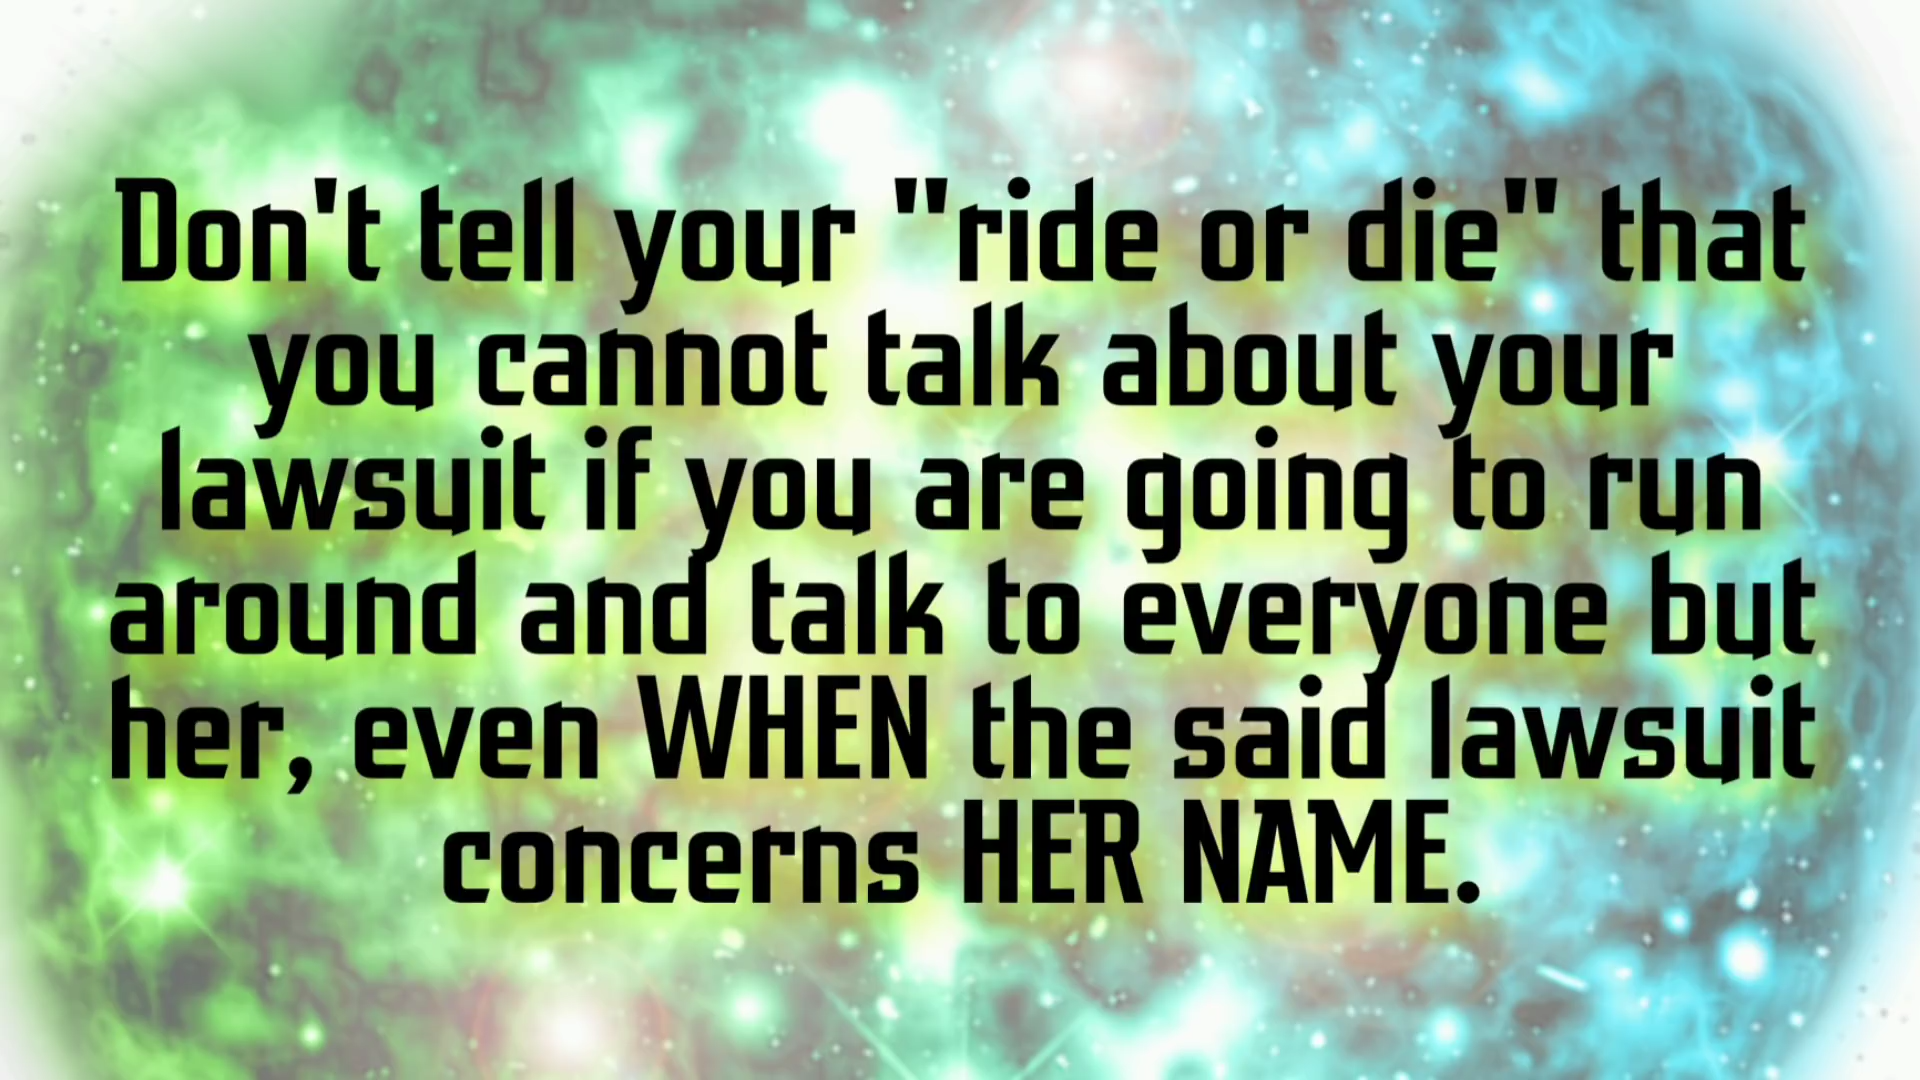 Don't tell your "ride or die" that
you cannot talk about your
lawsuit if you are going to run
around and talk to everyone but
her, even WHEN the said lawsuit
concerns HER NAME.